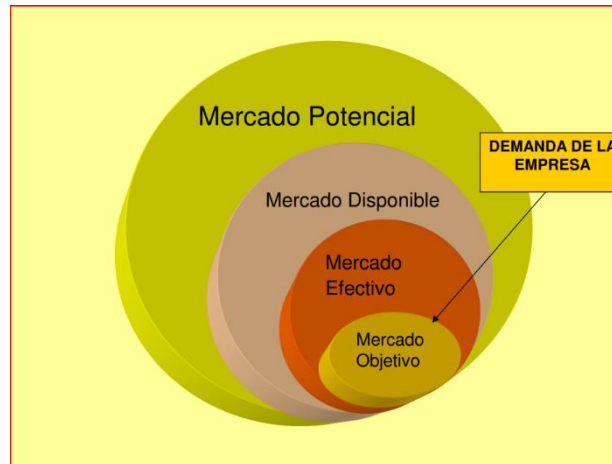 Mercado Potencial
DEMANDA DE LA
EMPRESA
Mercado Disponible
Mercado
Efectivo
Mercado
Objetivo